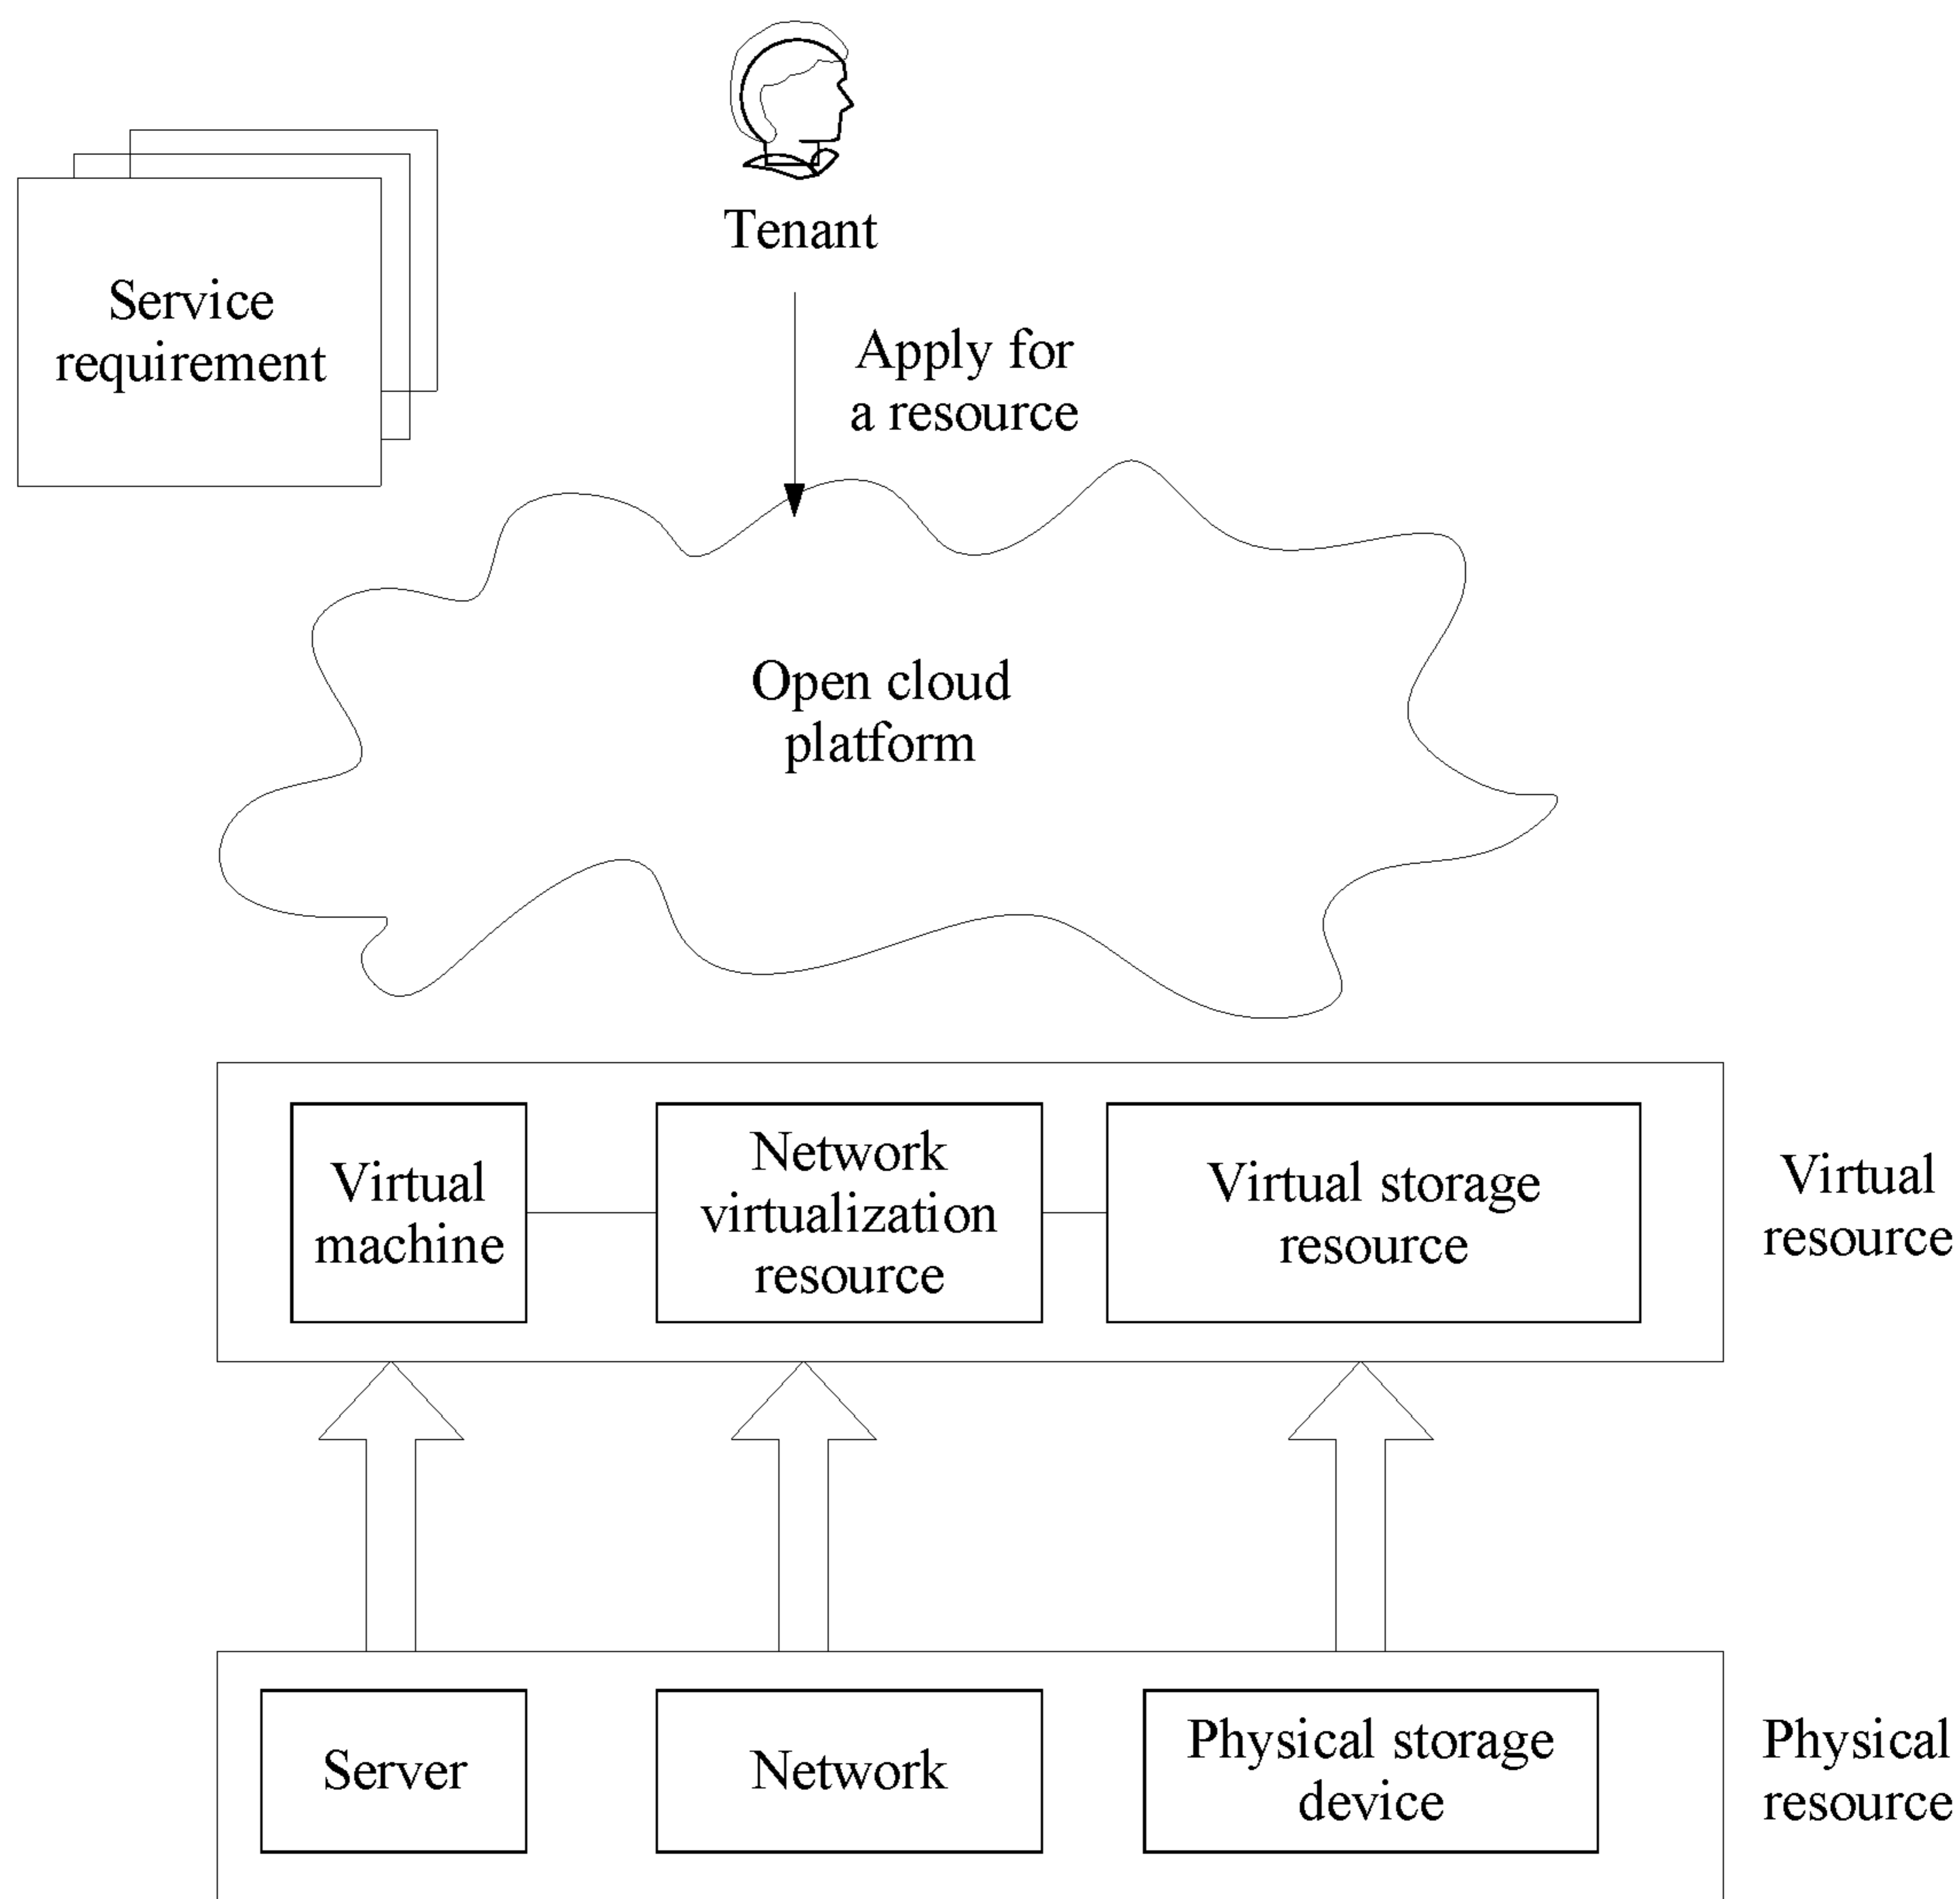 Tenant
Service
requirement
Apply for
a resource
Open cloud
platform
Virtual
machine
Network
virtualization
resource
Virtual storage
resource
Virtual
resource
Server
Network
Physical storage
device
Physical
resource